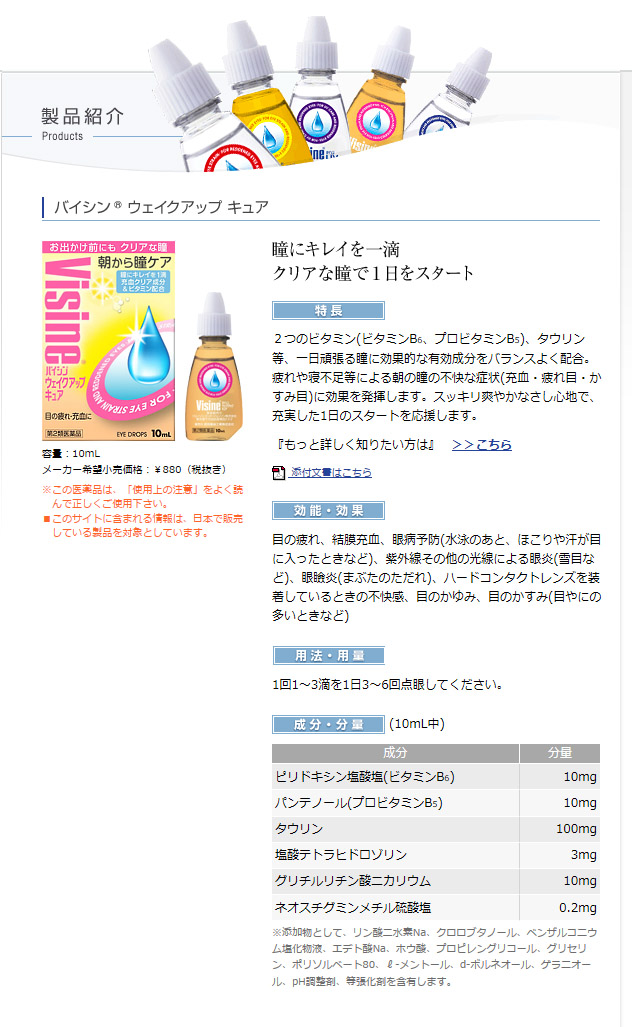 製品紹介
Products
Visine
バイシン® ウェイクアップ キュア
お出かけ前にも クリアな瞳
朝から瞳ケア
瞳にキレイを1滴
充血クリア成分
&ビタミン配合
Visine®
バイシン
ウェイクアップ
キュア
FOR EYE STRAIN AND
目の疲れ・充血に
第2類医薬品
EYE DROPS 10mL
Visine
容量：10mL
メーカー希望小売価格：￥880（税抜き）
※この医薬品は、「使用上の注意」をよく読
んで正しくご使用下さい。
■このサイトに含まれる情報は、日本で販売
している製品を対象としています。
瞳にキレイを一滴
クリアな瞳で１日をスタート
特長
２つのビタミン(ビタミンB₆、プロビタミンB₅)、タウリン
等、一日頑張る瞳に効果的な有効成分をバランスよく配合。
疲れや寝不足等による朝の瞳の不快な症状(充血・疲れ目・か
すみ目)に効果を発揮します。スッキリ爽やかなさし心地で、
充実した1日のスタートを応援します。
『もっと詳しく知りたい方は』 ＞＞こちら
添付文書はこちら
効能・効果
目の疲れ、結膜充血、眼病予防(水泳のあと、ほこりや汗が目
に入ったときなど)、紫外線その他の光線による眼炎(雪目な
ど)、眼瞼炎(まぶたのただれ)、ハードコンタクトレンズを装
着しているときの不快感、目のかゆみ、目のかすみ(目やにの
多いときなど)
用法・用量
1回1～3滴を1日3～6回点眼してください。
成分・分量 (10mL中)
成分 分量
ピリドキシン塩酸塩(ビタミンB₆) 10mg
パンテノール(プロビタミンB₅) 10mg
タウリン 100mg
塩酸テトラヒドロゾリン 3mg
グリチルリチン酸二カリウム 10mg
ネオスチグミンメチル硫酸塩 0.2mg
※添加物として、リン酸二水素Na、クロロブタノール、ベンザルコニウ
ム塩化物液、エデト酸Na、ホウ酸、プロピレングリコール、グリセリ
ン、ポリソルベート80、ℓ-メントール、d-ボルネオール、ゲラニオー
ル、pH調整剤、等張化剤を含有します。